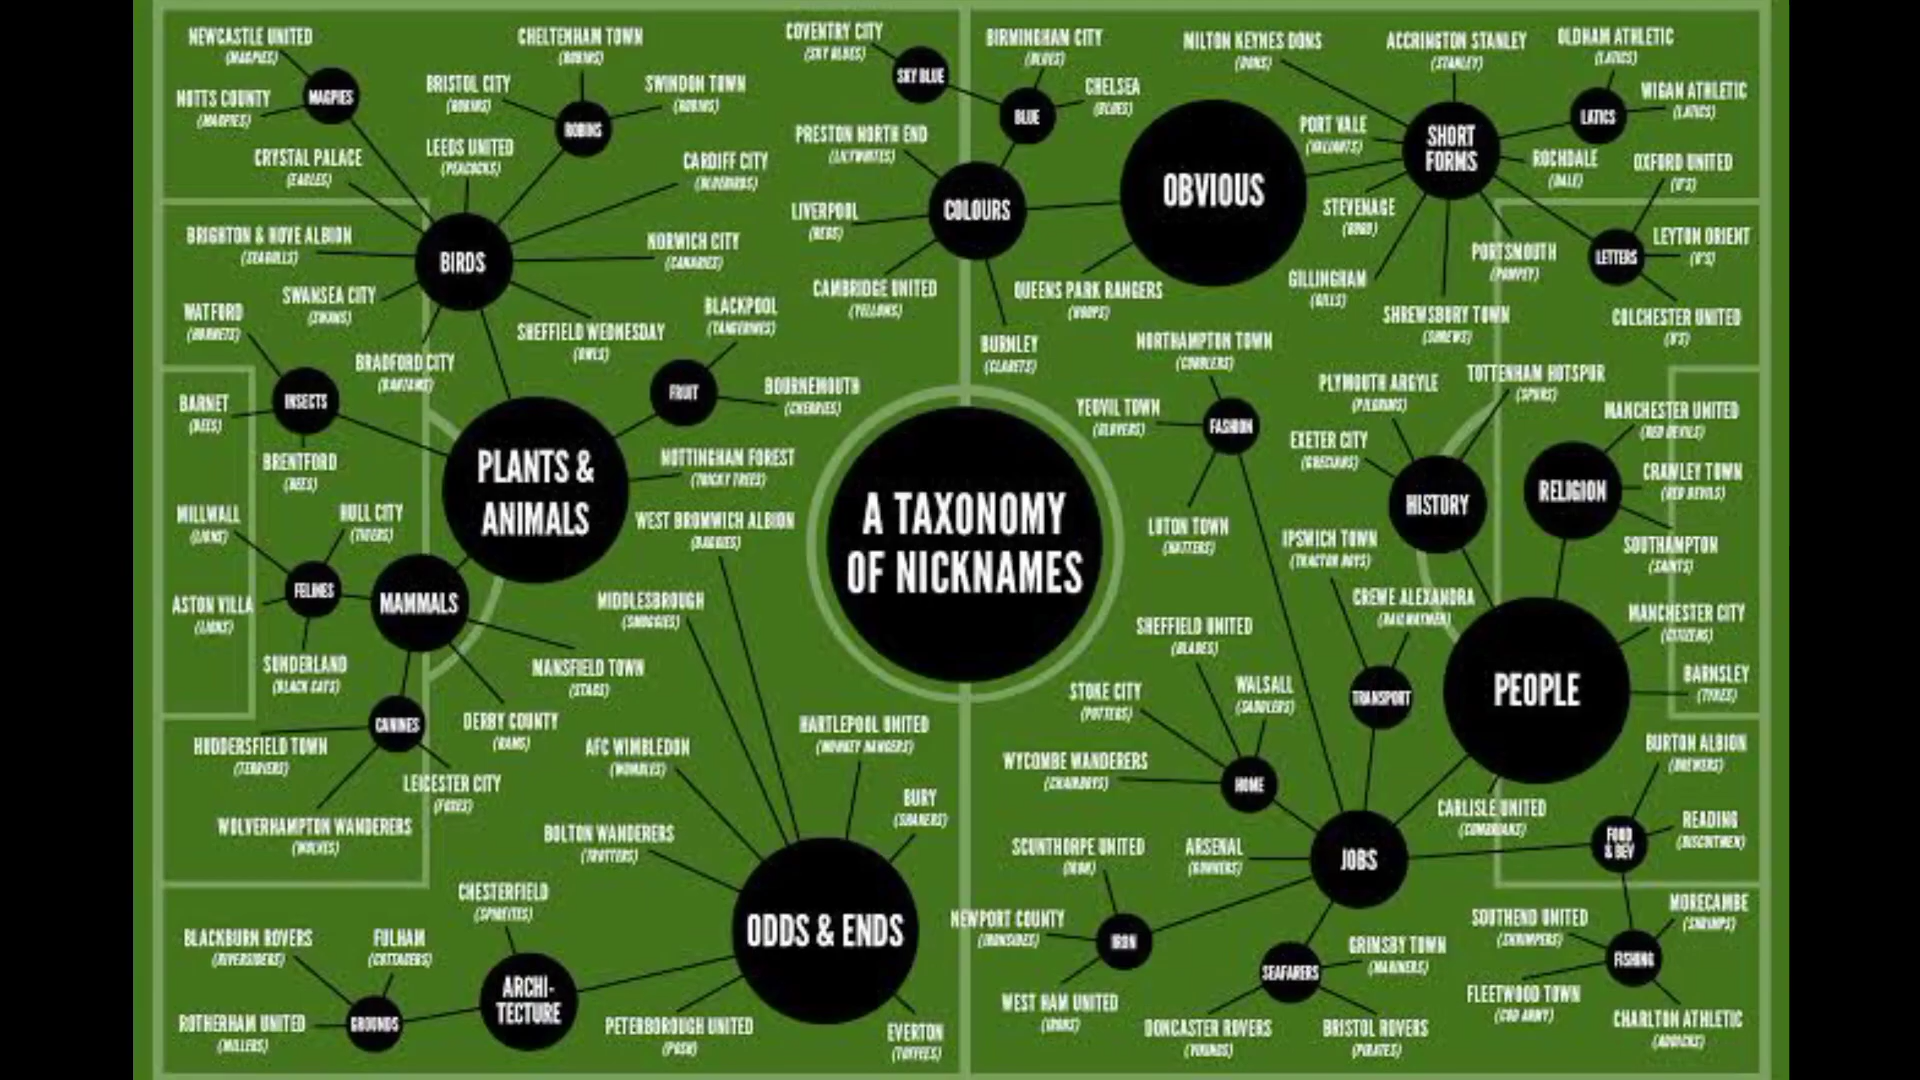 NEWCASTLE UNITED
(MAGPIES)
NOTTS COUNTY
(MAGPIES)
MAGPIES
CHELTENHAM TOWN
(ROBINS)
BRISTOL CITY
(ROBINS)
SWINDON TOWN
(ROBINS)
ROBINS
CRYSTAL PALACE
(EAGLES)
LEEDS UNITED
(PEACOCKS)
CARDIFF CITY
(BLUEBIRDS)
BRIGHTON & HOVE ALBION
(SEAGULLS)
BIRDS
NORWICH CITY
(CANARIES)
SWANSEA CITY
(SWANS)
SHEFFIELD WEDNESDAY
(OWLS)
BRADFORD CITY
(BANTAMS)
WATFORD
(HORNETS)
BARNET
(BEES)
INSECTS
BRENTFORD
(BEES)
BLACKPOOL
(TANGERINES)
FRUIT
BOURNEMOUTH
(CHERRIES)
PLANTS &
ANIMALS
NOTTINGHAM FOREST
(TRICKY TREES)
MILLWALL
(LIONS)
HULL CITY
(TIGERS)
FELINES
ASTON VILLA
(LIONS)
SUNDERLAND
(BLACK CATS)
MAMMALS
MANSFIELD TOWN
(STAGS)
DERBY COUNTY
(RAMS)
CANINES
HUDDERSFIELD TOWN
(TERRIERS)
LEICESTER CITY
(FOXES)
WOLVERHAMPTON WANDERERS
(WOLVES)
COVENTRY CITY
(SKY BLUES)
SKY BLUE
BIRMINGHAM CITY
(BLUES)
BLUE
CHELSEA
(BLUES)
PRESTON NORTH END
(LILYWHITES)
LIVERPOOL
(REDS)
COLOURS
CAMBRIDGE UNITED
(YELLOWS)
BURNLEY
(CLARETS)
OBVIOUS
QUEENS PARK RANGERS
(HOOPS)
MILTON KEYNES DONS
(DONS)
ACCRINGTON STANLEY
(STANLEY)
OLDHAM ATHLETIC
(LATICS)
LATICS
WIGAN ATHLETIC
(LATICS)
PORT VALE
(VALIANTS)
SHORT
FORMS
ROCHDALE
(DALE)
STEVENAGE
(BORO)
GILLINGHAM
(GILLS)
PORTSMOUTH
(POMPEY)
SHREWSBURY TOWN
(SHREWS)
OXFORD UNITED
(U'S)
LETTERS
LEYTON ORIENT
(O'S)
COLCHESTER UNITED
(U'S)
A TAXONOMY
OF NICKNAMES
NORTHAMPTON TOWN
(COBBLERS)
YEOVIL TOWN
(GLOVERS)
FASHION
LUTON TOWN
(HATTERS)
PLYMOUTH ARGYLE
(PILGRIMS)
TOTTENHAM HOTSPUR
(SPURS)
EXETER CITY
(GRECIANS)
HISTORY
MANCHESTER UNITED
(RED DEVILS)
RELIGION
CRAWLEY TOWN
(RED DEVILS)
SOUTHAMPTON
(SAINTS)
IPSWICH TOWN
(TRACTOR BOYS)
CREWE ALEXANDRA
(RAILWAYMEN)
TRANSPORT
PEOPLE
MANCHESTER CITY
(CITIZENS)
BARNSLEY
(TYKES)
CARLISLE UNITED
(CUMBRIANS)
SHEFFIELD UNITED
(BLADES)
STOKE CITY
(POTTERS)
WALSALL
(SADDLERS)
WYCOMBE WANDERERS
(CHAIRBOYS)
HOME
ARSENAL
(GUNNERS)
JOBS
BURTON ALBION
(BREWERS)
FOOD
& BEV
READING
(BISCUITMEN)
SCUNTHORPE UNITED
(IRON)
NEWPORT COUNTY
(IRONSIDES)
IRON
WEST HAM UNITED
(IRONS)
SEAFARERS
GRIMSBY TOWN
(MARINERS)
DONCASTER ROVERS
(VIKINGS)
BRISTOL ROVERS
(PIRATES)
SOUTHEND UNITED
(SHRIMPERS)
MORECAMBE
(SHRIMPS)
FISHING
FLEETWOOD TOWN
(COD ARMY)
CHARLTON ATHLETIC
(ADDICKS)
WEST BROMWICH ALBION
(BAGGIES)
MIDDLESBROUGH
(SMOGGIES)
AFC WIMBLEDON
(WOMBLES)
HARTLEPOOL UNITED
(MONKEY HANGERS)
BURY
(SHAKERS)
BOLTON WANDERERS
(TROTTERS)
ODDS & ENDS
PETERBOROUGH UNITED
(POSH)
EVERTON
(TOFFEES)
CHESTERFIELD
(SPIREITES)
ARCHI-
TECTURE
BLACKBURN ROVERS
(RIVERSIDERS)
FULHAM
(COTTAGERS)
GROUNDS
ROTHERHAM UNITED
(MILLERS)